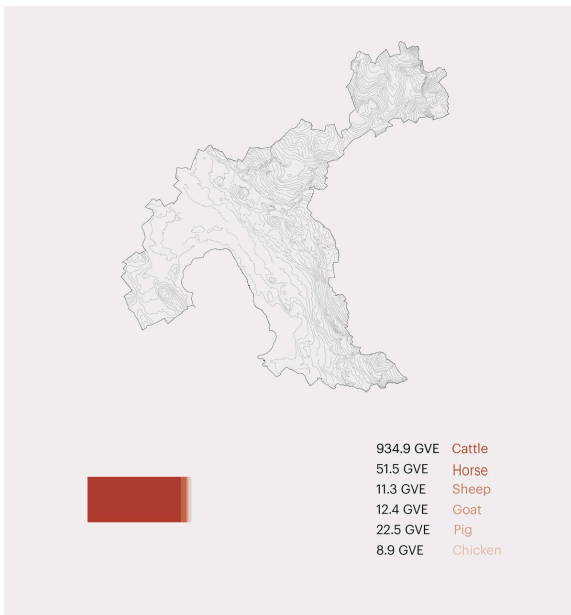 934.9 GVE Cattle
51.5 GVE Horse
11.3 GVE Sheep
12.4 GVE Goat
22.5 GVE Pig
8.9 GVE Chicken